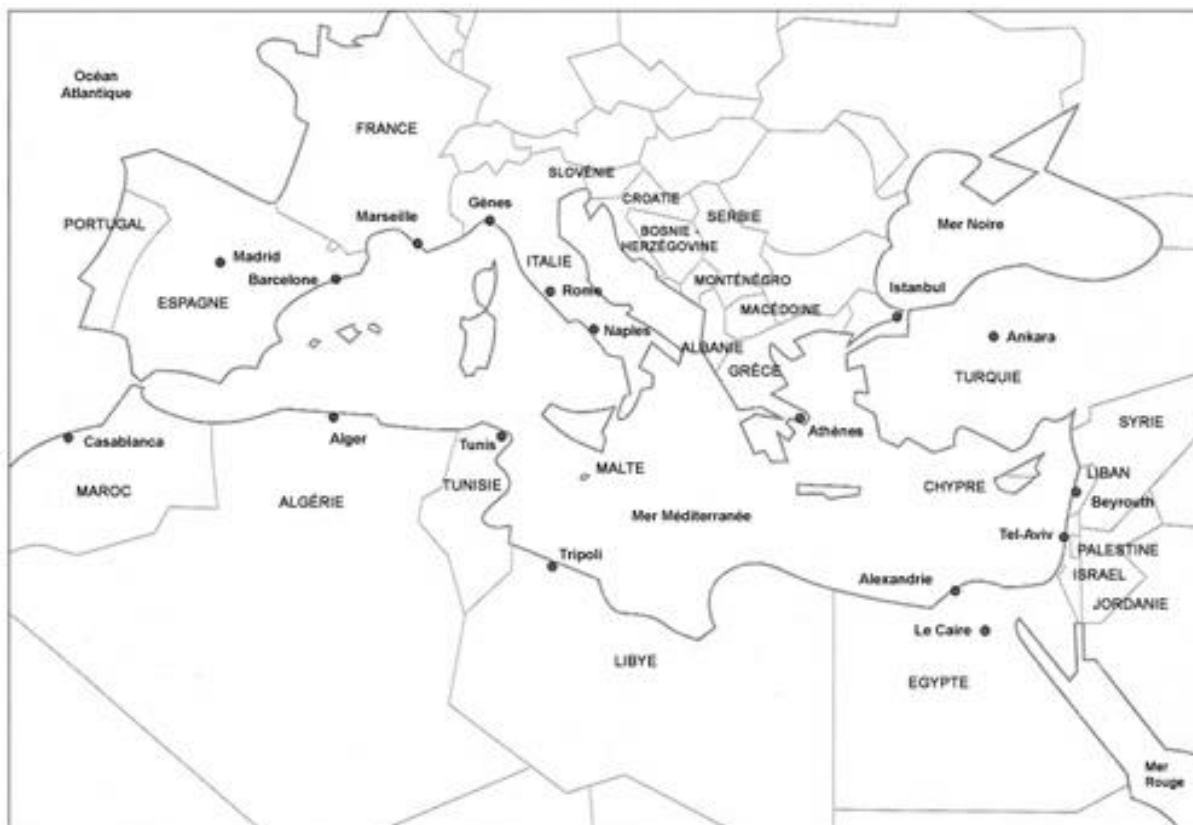 Océan
Atlantique
FRANCE
SLOVÉNIE
CROATIE
SERBIE
BOSNIE -
HERZÉGOVINE
PORTUGAL
Marseille
Gênes
Mer Noire
Madrid
Barcelone
ITALIE
MONTÉNÉGRO
ESPAGNE
Rome
MACÉDOINE
Istanbul
Naples
Ankara
ALBANIE
GRÈCE
TURQUIE
Casablanca
Alger
Tunis
Athènes
SYRIE
MAROC
ALGÉRIE
TUNISIE
MALTE
CHYPRE
LIBAN
Beyrouth
Mer Méditerranée
Tel-Aviv
PALESTINE
Tripoli
Alexandrie
ISRAEL
JORDANIE
Le Caire
LIBYE
EGYPTE
Mer
Rouge